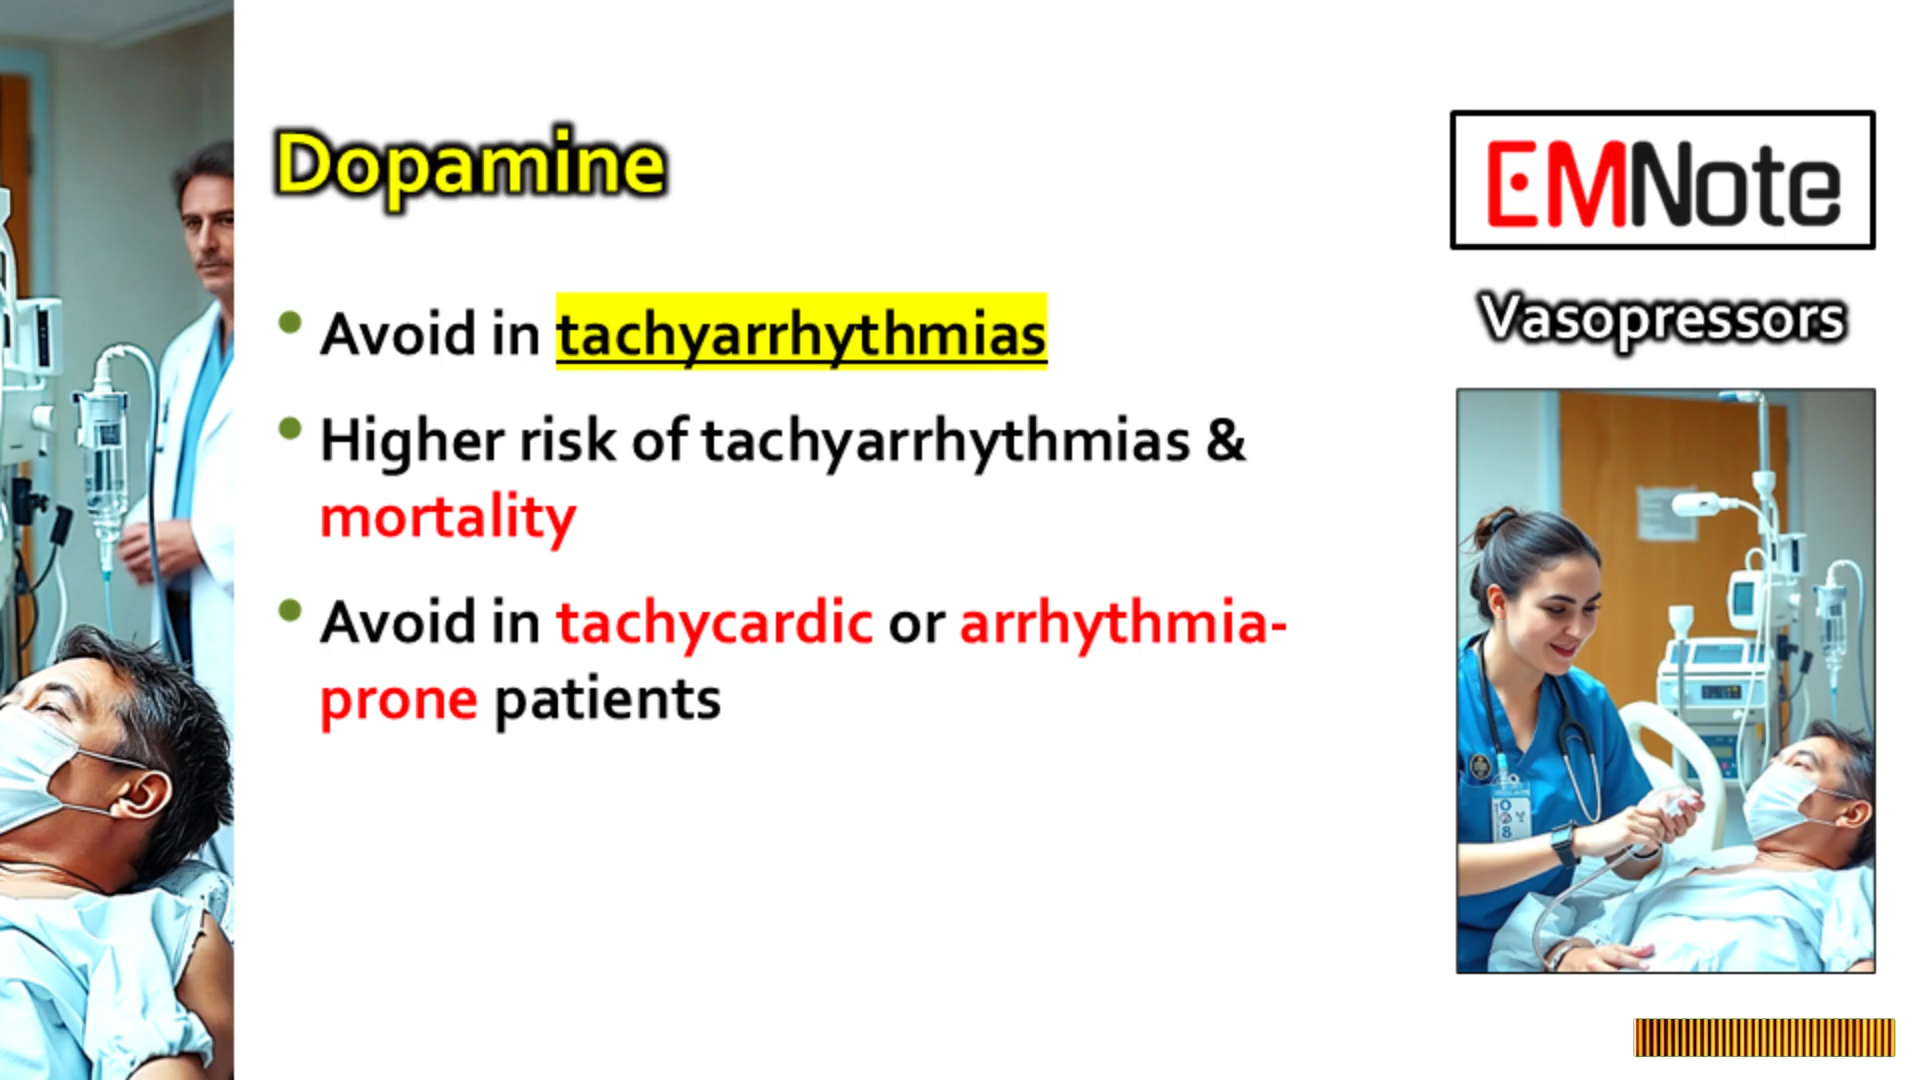 Dopamine
• Avoid in tachyarrhythmias
• Higher risk of tachyarrhythmias &
mortality
• Avoid in tachycardic or arrhythmia-
prone patients
EMNote
Vasopressors